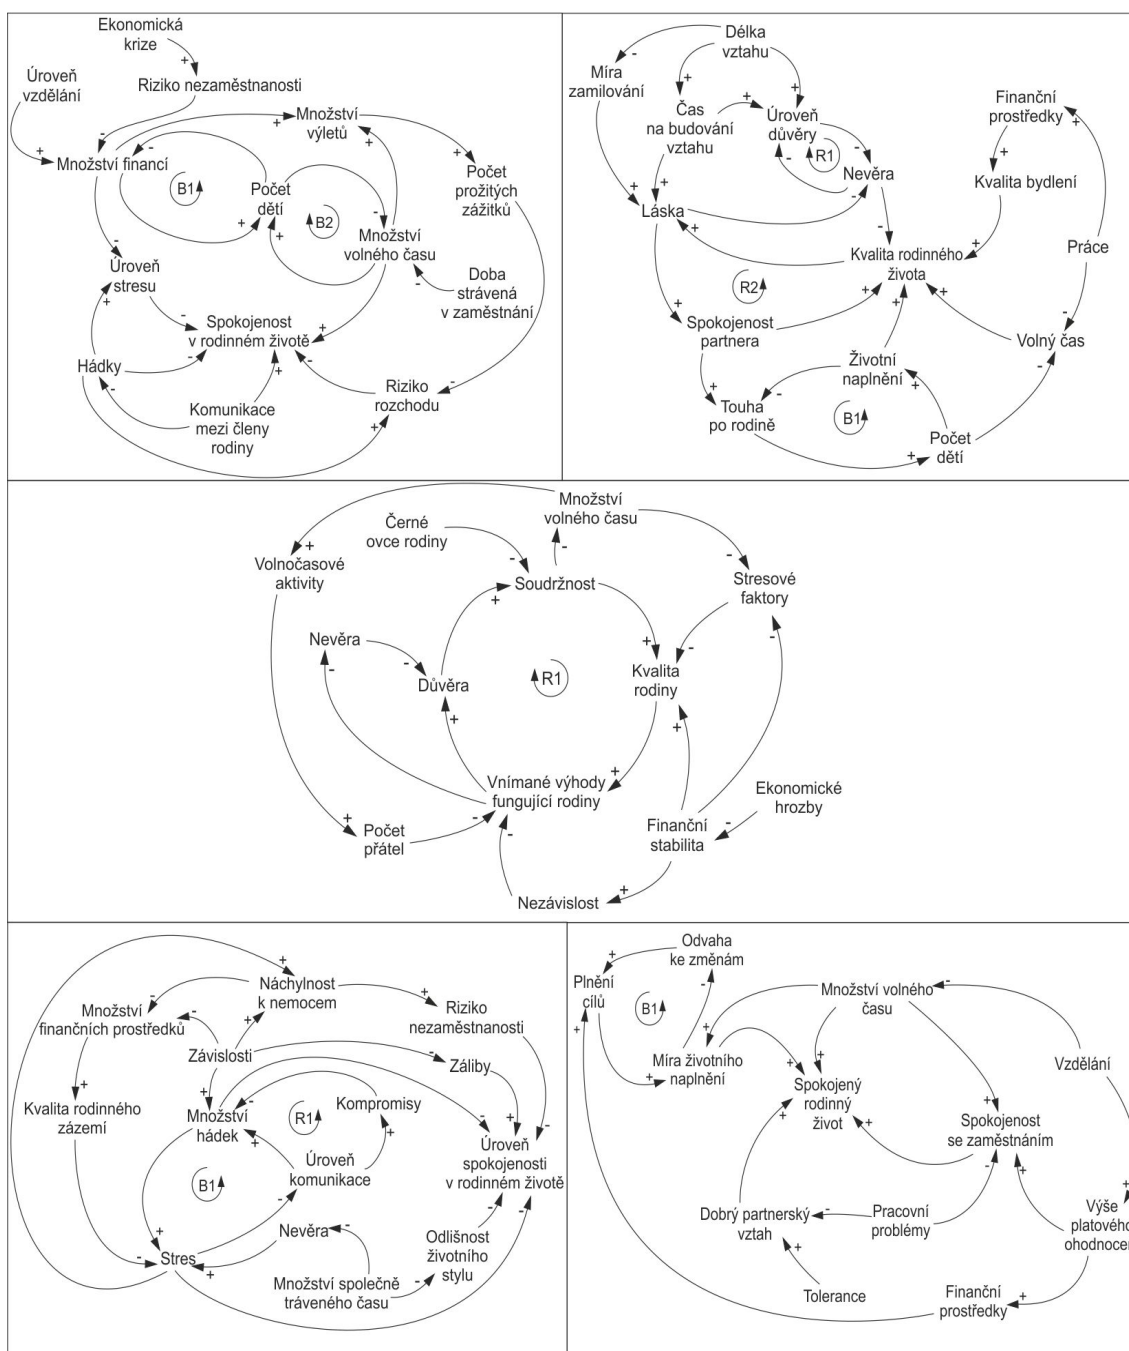 Ekonomická
krize
+
Úroveň
vzdělání
Riziko nezaměstnanosti
-
+
+
Množství
výletů
+
Množství financí
-
+
Počet
prožitých
zážitků
B1
Počet
dětí
+
+
B2
-
Množství
volného času
-
Úroveň
stresu
+
-
Doba
strávená
v zaměstnání
-
Spokojenost
v rodinném životě
+
Hádky
-
-
-
+
-
Riziko
rozchodu
-
+
Komunikace
mezi členy
rodiny
Délka
vztahu
-
Míra
zamilování
+
+
Čas
na budování
vztahu
+
Úroveň
důvěry
R1
-
-
Nevěra
Finanční
prostředky
+
+
Kvalita bydlení
+
+
Láska
+
-
-
+
Kvalita rodinného
života
Práce
R2
+
+
+
-
Volný čas
+
Spokojenost
partnera
Životní
naplnění
-
-
+
+
Touha
po rodině
B1
+
Počet
dětí
Množství
volného času
Černé
ovce rodiny
+
Volnočasové
aktivity
-
-
Soudržnost
-
Stresové
faktory
+
+
-
-
Nevěra
-
-
Důvěra
R1
Kvalita
rodiny
+
+
+
Vnímané výhody
fungující rodiny
Ekonomické
hrozby
+
Počet
přátel
-
-
Finanční
stabilita
-
+
Nezávislost
+
Náchylnost
k nemocem
-
Množství
finančních prostředků
-
+
+
Riziko
nezaměstnanosti
Závislosti
-
Záliby
+
Kvalita rodinného
zázemí
+
Množství
hádek
-
+
R1
Kompromisy
+
-
+
-
Úroveň
spokojenosti
v rodinném životě
B1
Úroveň
komunikace
-
+
-
Stres
+
Nevěra
-
-
-
Odlišnost
životního
stylu
-
Množství společně
tráveného času
Odvaha
ke změnám
+
Plnění
cílů
B1
-
+
Množství volného
času
-
+
+
Míra životního
naplnění
+
+
Vzdělání
Spokojený
rodinný
život
+
+
Spokojenost
se zaměstnáním
-
+
+
+
Dobrý partnerský
vztah
-
Pracovní
problémy
Výše
platového
+
Tolerance
Finanční
prostředky
+